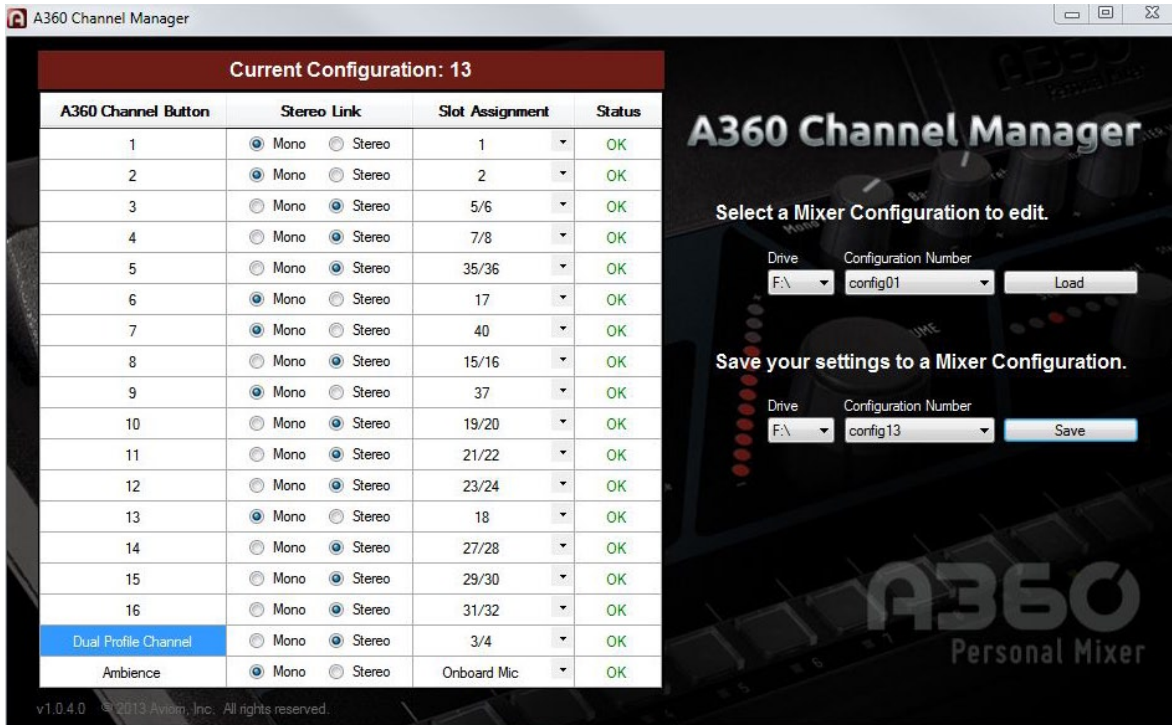 A360 Channel Manager
Current Configuration: 13
A360 Channel Button Stereo Link Slot Assignment Status
1 Mono Stereo 1 OK
2 Mono Stereo 2 OK
3 Mono Stereo 5/6 OK
4 Mono Stereo 7/8 OK
5 Mono Stereo 35/36 OK
6 Mono Stereo 17 OK
7 Mono Stereo 40 OK
8 Mono Stereo 15/16 OK
9 Mono Stereo 37 OK
10 Mono Stereo 19/20 OK
11 Mono Stereo 21/22 OK
12 Mono Stereo 23/24 OK
13 Mono Stereo 18 OK
14 Mono Stereo 27/28 OK
15 Mono Stereo 29/30 OK
16 Mono Stereo 31/32 OK
Dual Profile Channel Mono Stereo 3/4 OK
Ambience Mono Stereo Onboard Mic OK
v1.0.4.0 © 2013 Aviom, Inc. All rights reserved.
A360 Channel Manager
Select a Mixer Configuration to edit.
Drive Configuration Number
F:\ config01 Load
Save your settings to a Mixer Configuration.
Drive Configuration Number
F:\ config13 Save
A360
Personal Mixer